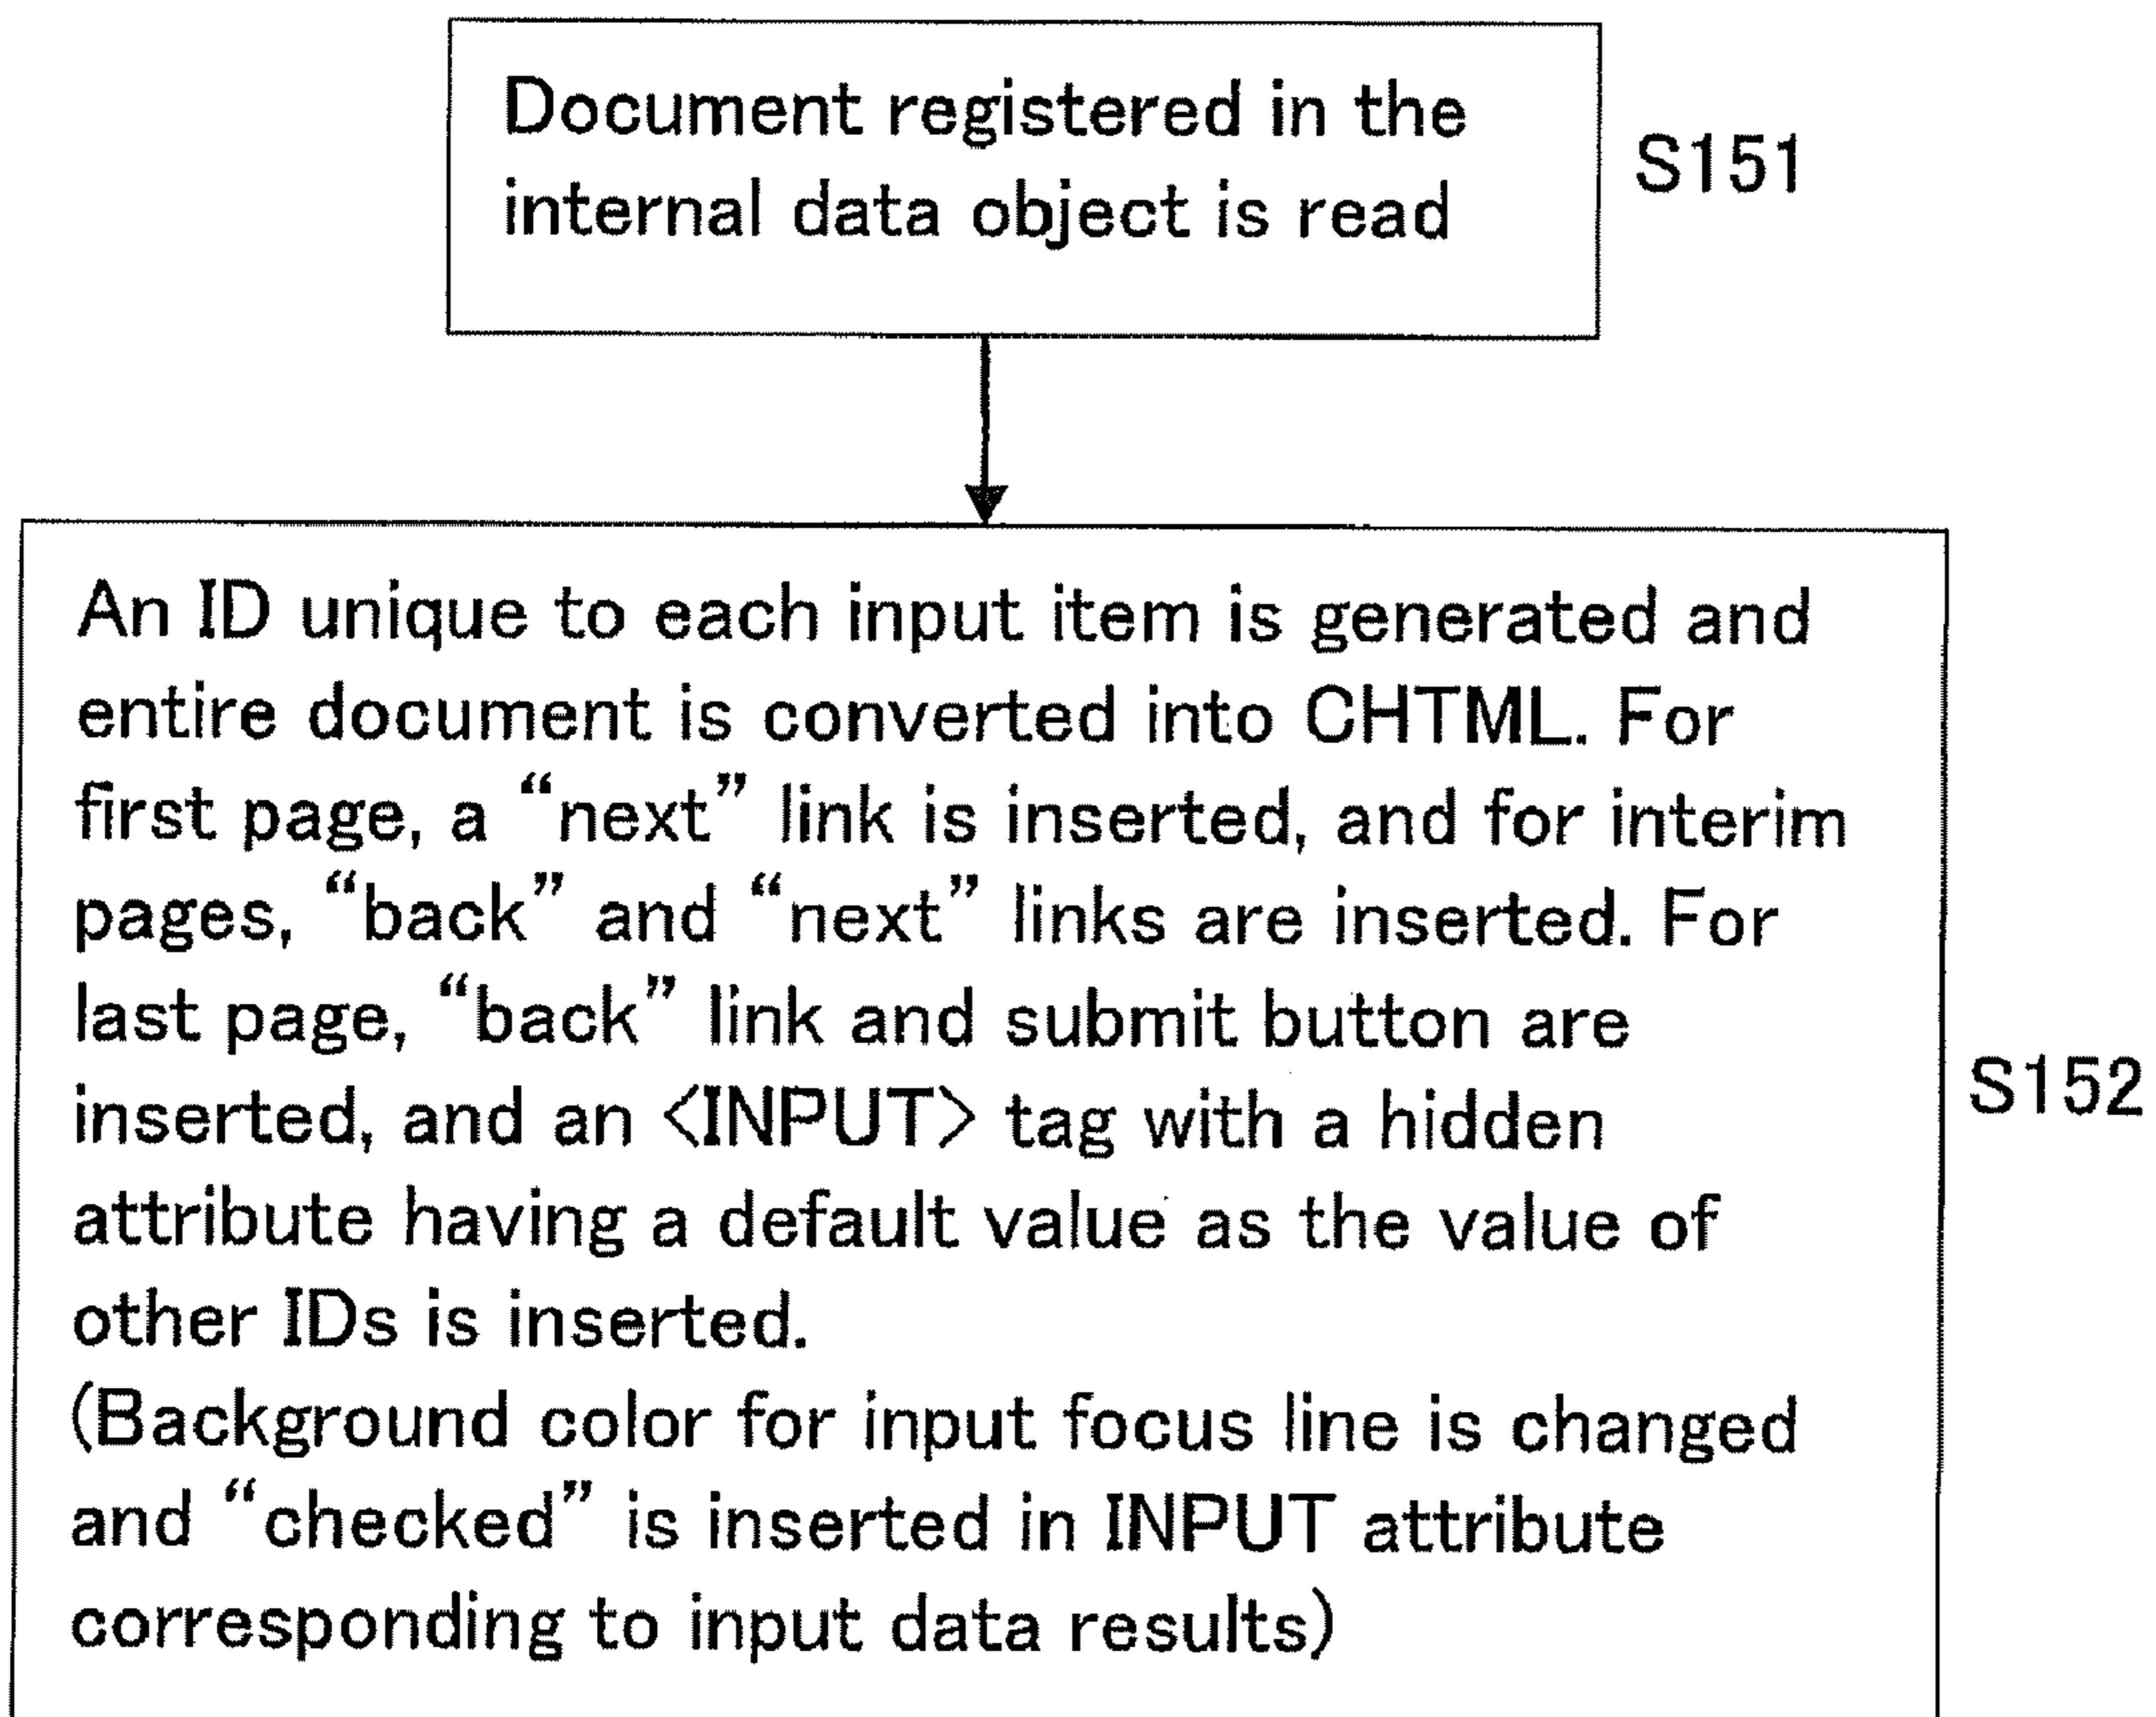 Document registered in the
internal data object is read
S151
An ID unique to each input item is generated and
entire document is converted into CHTML. For
first page, a “next” link is inserted, and for interim
pages, “back” and “next” links are inserted. For
last page, “back” link and submit button are
inserted, and an <INPUT> tag with a hidden
attribute having a default value as the value of
other IDs is inserted.
(Background color for input focus line is changed
and “checked” is inserted in INPUT attribute
corresponding to input data results)
S152